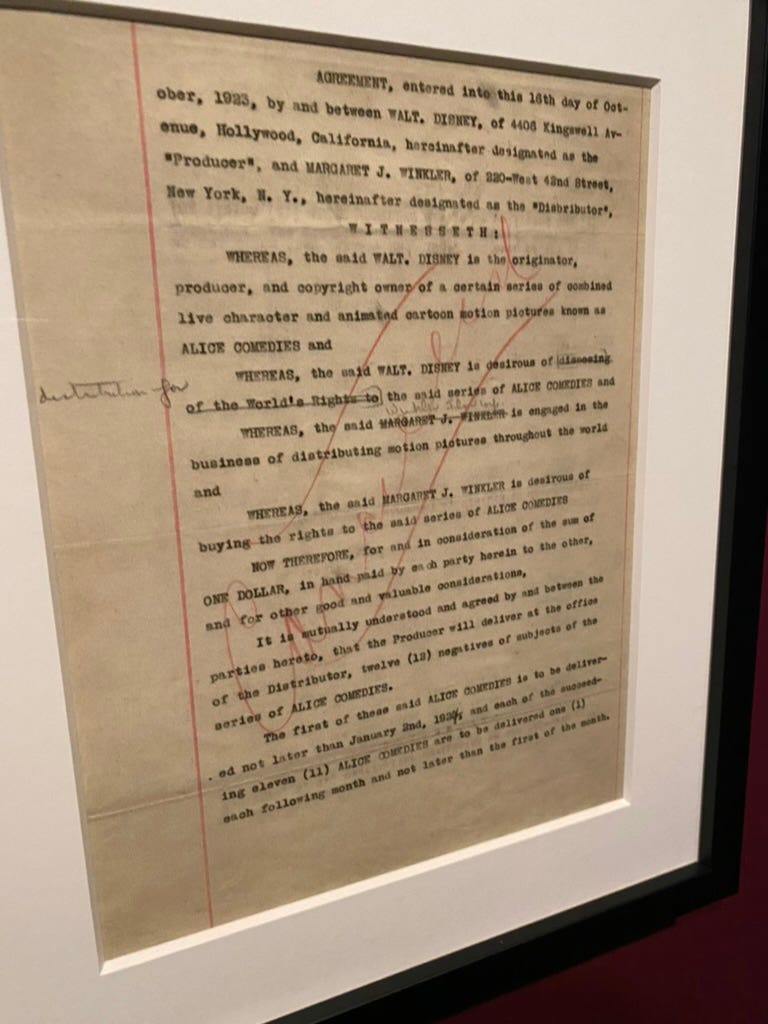 AGREEMENT, entered into this 16th day of Oct-
ober, 1923, by and between WALT. DISNEY, of 4406 Kingswell Av-
enue, Hollywood, California, hereinafter designated as the
"Producer", and MARGARET J. WINKLER, of 220-West 42nd Street,
New York, N. Y., hereinafter designated as the "Distributor",
WITNESSETH:
WHEREAS, the said WALT. DISNEY is the originator,
producer, and copyright owner of a certain series of combined
live character and animated cartoon motion pictures known as
ALICE COMEDIES and
WHEREAS, the said WALT. DISNEY is desirous of
distribution for
of the World's Rights to the said series of ALICE COMEDIES and
WHEREAS, the said MARGARET J. WINKLER is engaged in the
business of distributing motion pictures throughout the world
and
WHEREAS, the said MARGARET J. WINKLER is desirous of
buying the rights to the said series of ALICE COMEDIES
NOW THEREFORE, for and in consideration of the sum of
ONE DOLLAR, in hand paid by each party herein to the other,
and for other good and valuable considerations,
It is mutually understood and agreed by and between the
parties hereto, that the Producer will deliver at the office
of the Distributor, twelve (12) negatives of subjects of the
series of ALICE COMEDIES.
The first of these said ALICE COMEDIES is to be deliver-
ed not later than January 2nd, 1924, and each of the succeed-
ing eleven (11) ALICE COMEDIES are to be delivered one (1)
each following month and not later than the first of the month.
Cancelled